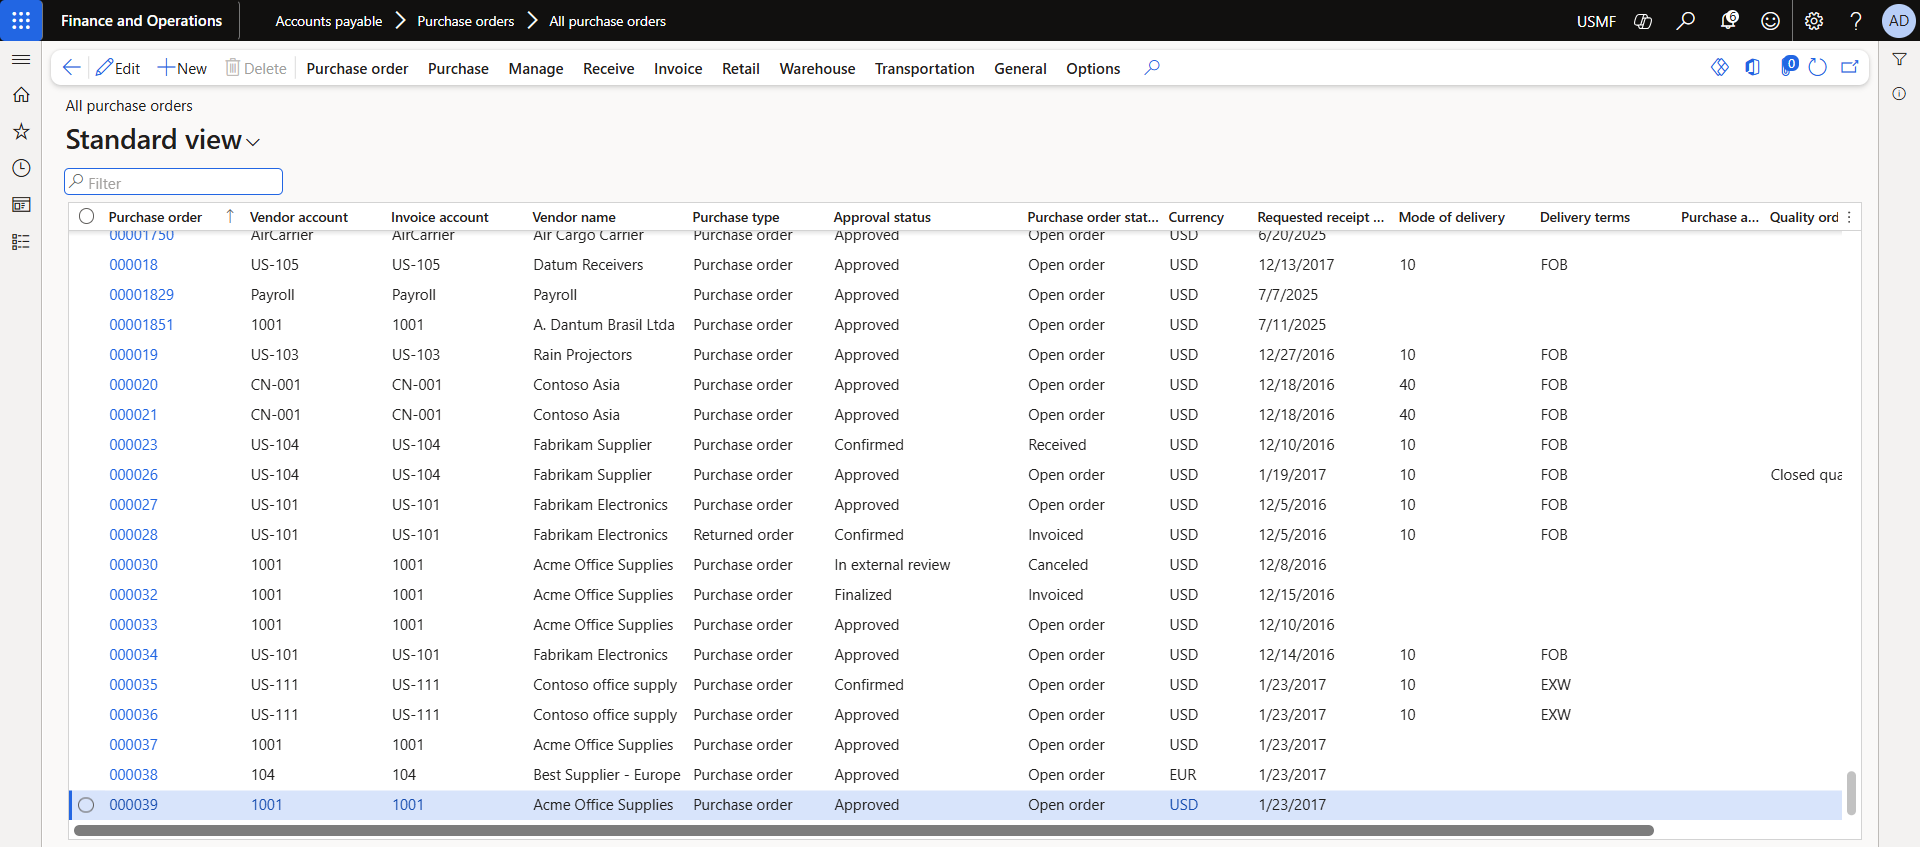 Finance and Operations Accounts payable Purchase orders All purchase orders USMF 6 AD
Edit New Delete Purchase order Purchase Manage Receive Invoice Retail Warehouse Transportation General Options 0
All purchase orders
Standard view
Filter
Purchase order Vendor account Invoice account Vendor name Purchase type Approval status Purchase order stat... Currency Requested receipt ... Mode of delivery Delivery terms Purchase a... Quality ord
00001750 AirCarrier AirCarrier Air Cargo Carrier Purchase order Approved Open order USD 6/20/2025
000018 US-105 US-105 Datum Receivers Purchase order Approved Open order USD 12/13/2017 10 FOB
00001829 Payroll Payroll Payroll Purchase order Approved Open order USD 7/7/2025
00001851 1001 1001 A. Dantum Brasil Ltda Purchase order Approved Open order USD 7/11/2025
000019 US-103 US-103 Rain Projectors Purchase order Approved Open order USD 12/27/2016 10 FOB
000020 CN-001 CN-001 Contoso Asia Purchase order Approved Open order USD 12/18/2016 40 FOB
000021 CN-001 CN-001 Contoso Asia Purchase order Approved Open order USD 12/18/2016 40 FOB
000023 US-104 US-104 Fabrikam Supplier Purchase order Confirmed Received USD 12/10/2016 10 FOB
000026 US-104 US-104 Fabrikam Supplier Purchase order Approved Open order USD 1/19/2017 10 FOB Closed qua
000027 US-101 US-101 Fabrikam Electronics Purchase order Approved Open order USD 12/5/2016 10 FOB
000028 US-101 US-101 Fabrikam Electronics Returned order Confirmed Invoiced USD 12/5/2016 10 FOB
000030 1001 1001 Acme Office Supplies Purchase order In external review Canceled USD 12/8/2016
000032 1001 1001 Acme Office Supplies Purchase order Finalized Invoiced USD 12/15/2016
000033 1001 1001 Acme Office Supplies Purchase order Approved Open order USD 12/10/2016
000034 US-101 US-101 Fabrikam Electronics Purchase order Approved Open order USD 12/14/2016 10 FOB
000035 US-111 US-111 Contoso office supply Purchase order Confirmed Open order USD 1/23/2017 10 EXW
000036 US-111 US-111 Contoso office supply Purchase order Approved Open order USD 1/23/2017 10 EXW
000037 1001 1001 Acme Office Supplies Purchase order Approved Open order USD 1/23/2017
000038 104 104 Best Supplier - Europe Purchase order Approved Open order EUR 1/23/2017
000039 1001 1001 Acme Office Supplies Purchase order Approved Open order USD 1/23/2017